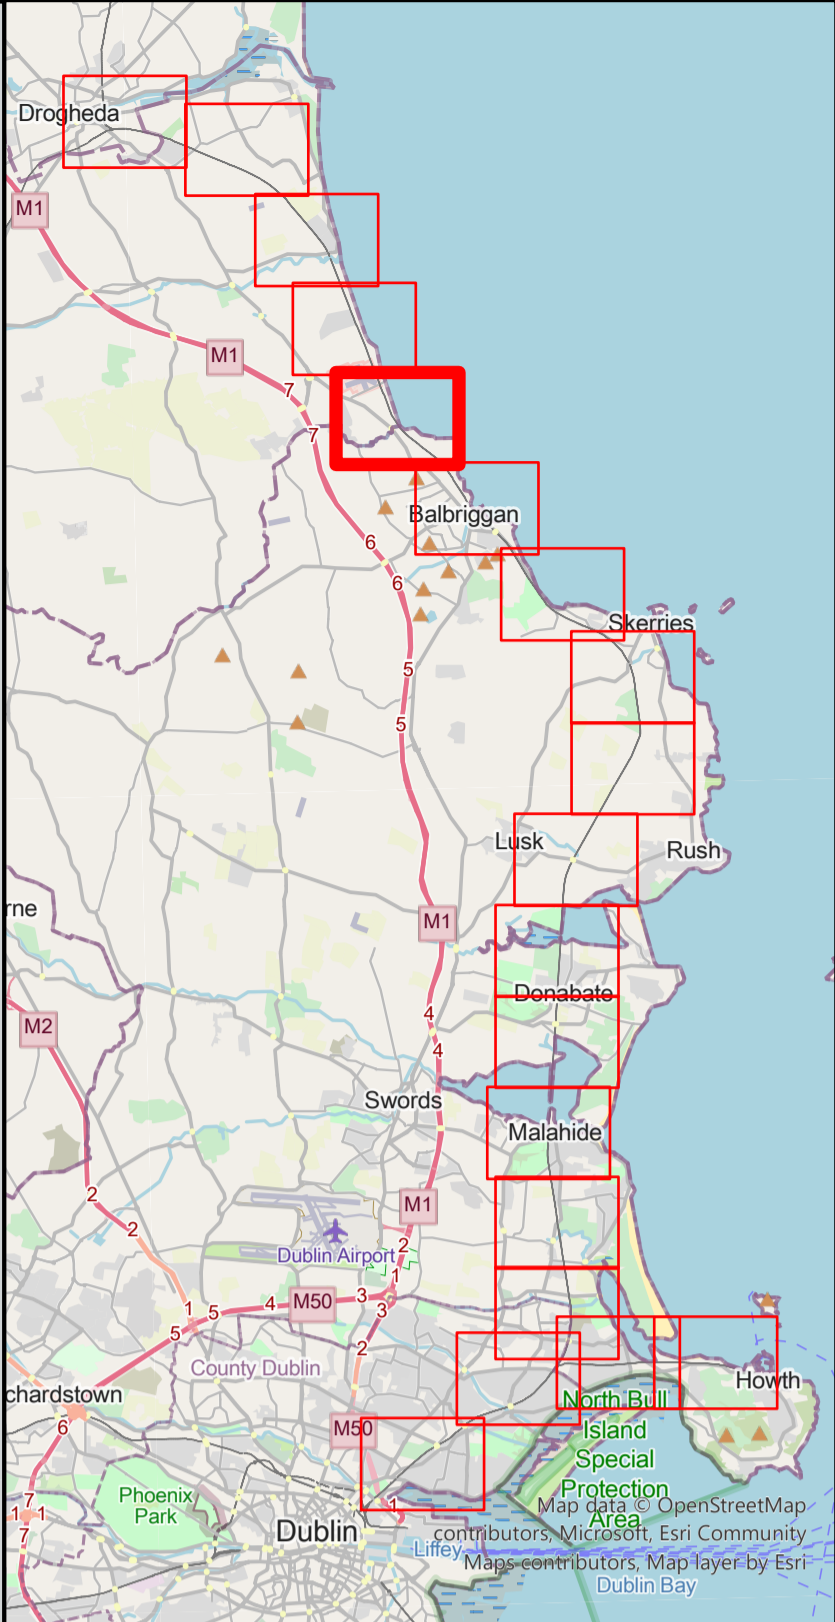 Drogheda
M1
M1
7
7
Balbriggan
6
6
Skerries
5
5
Lusk
Rush
rne
M1
Donabate
M2
4
4
Swords
Malahide
2
M1
2
Dublin Airport
2
1
M50
3
4
3
1
5
5
2
County Dublin
Howth
chardstown
North Bull
Island
Special
Protection
Area
M50
6
Phoenix
Park
7
1
1
7
1
Dublin
Liffey
Map data © OpenStreetMap
contributors, Microsoft, Esri Community
Maps contributors, Map layer by Esri
Dublin Bay